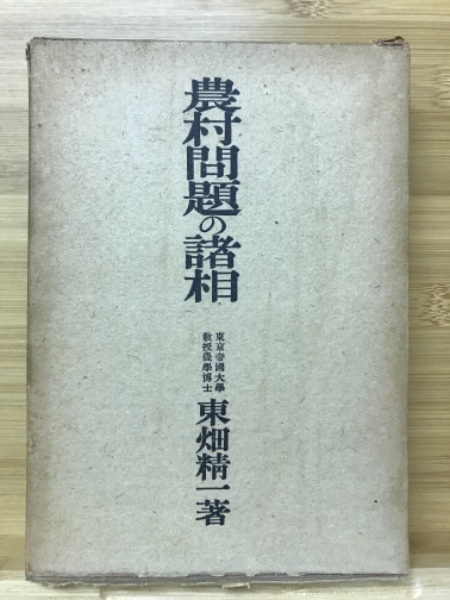 農村問題の諸相
東京帝國大學
教授農學博士
東畑精一著